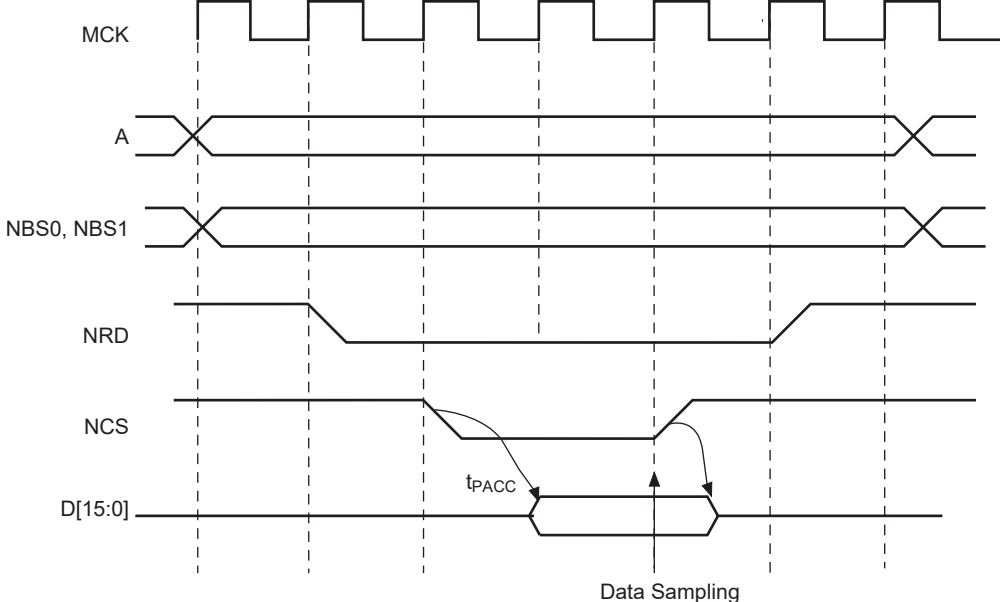 MCK
A
NBS0, NBS1
NRD
NCS
tPACC
D[15:0]
Data Sampling